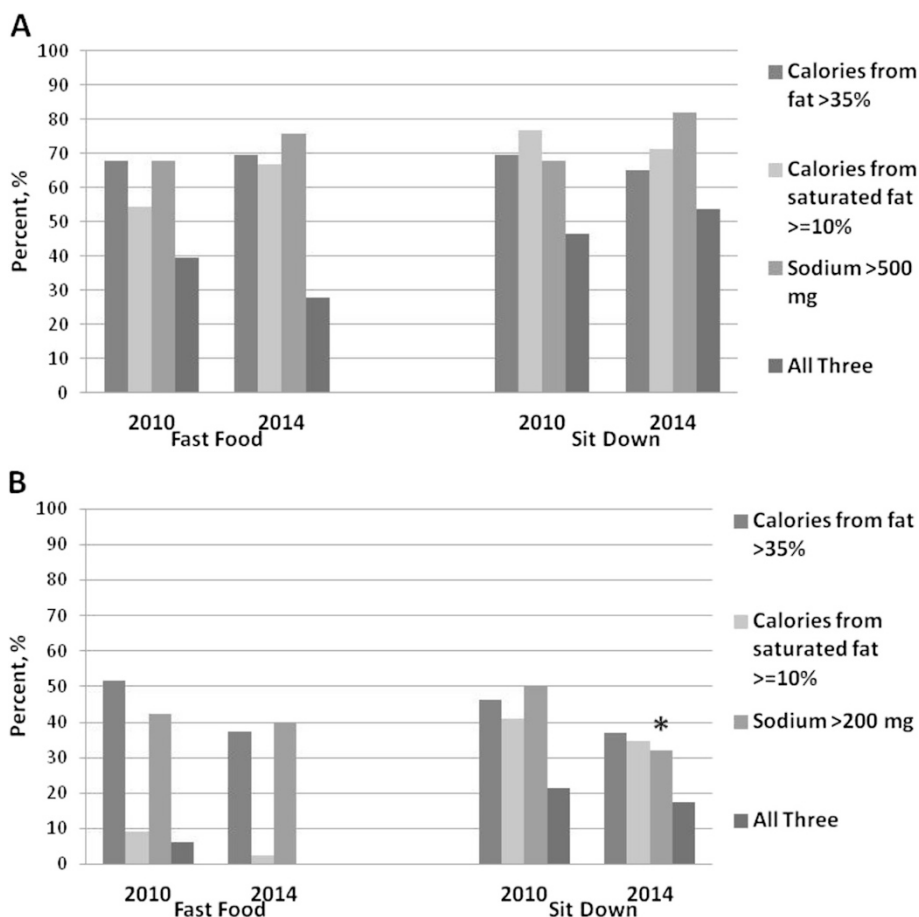 A
100
90
80
70
60
50
40
30
20
10
0
Percent, %
2010
2014
Fast Food
2010
2014
Sit Down
Calories from
fat >35%
Calories from
saturated fat
>=10%
Sodium >500
mg
All Three
B
100
90
80
70
60
50
40
30
20
10
0
Percent, %
*
2010
2014
Fast Food
2010
2014
Sit Down
Calories from fat
>35%
Calories from
saturated fat
>=10%
Sodium >200 mg
All Three